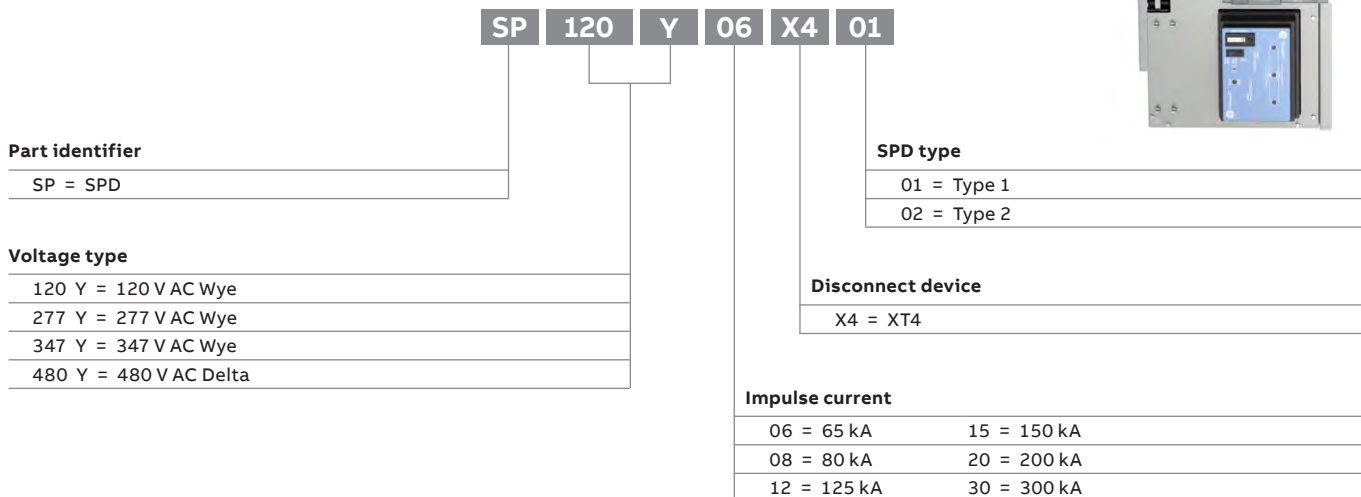 SP 120 Y 06 X4 01
Part identifier
SP = SPD
Voltage type
120 Y = 120 V AC Wye
277 Y = 277 V AC Wye
347 Y = 347 V AC Wye
480 Y = 480 V AC Delta
SPD type
01 = Type 1
02 = Type 2
Disconnect device
X4 = XT4
Impulse current
06 = 65 kA 15 = 150 kA
08 = 80 kA 20 = 200 kA
12 = 125 kA 30 = 300 kA